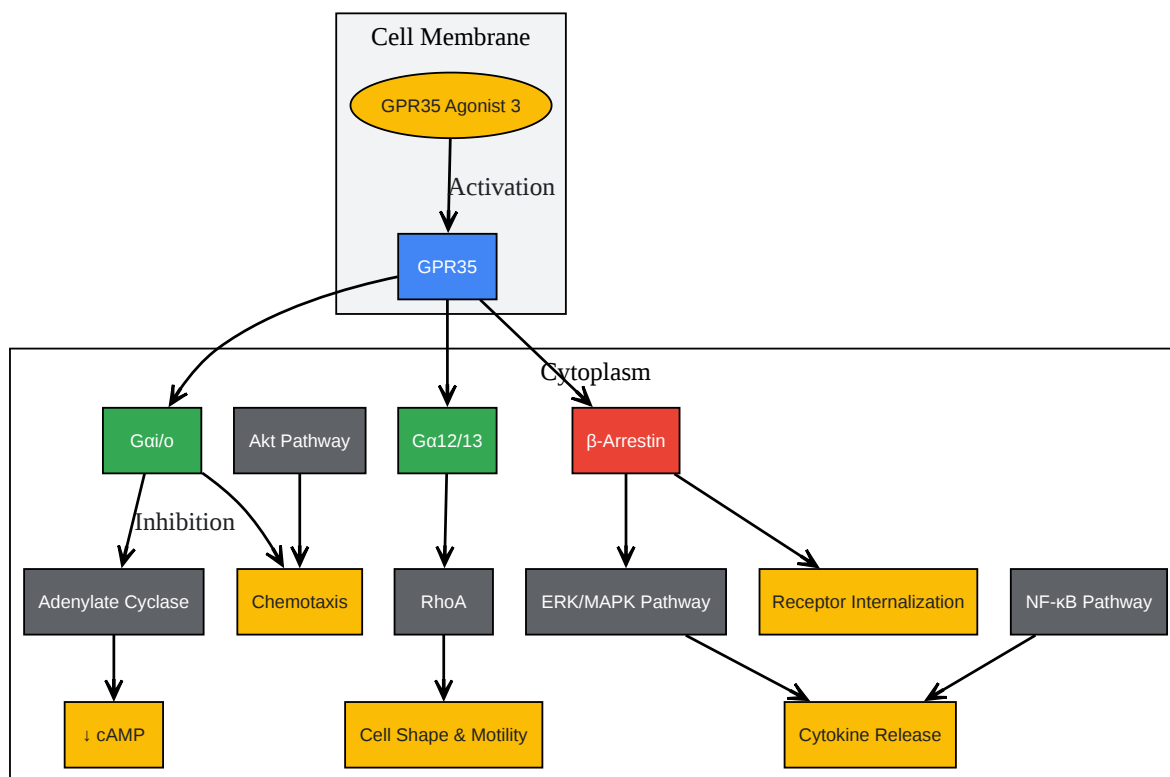 Cell Membrane
GPR35 Agonist 3
Activation
GPR35
Cytoplasm
Gαi/o
Akt Pathway
Gα12/13
β-Arrestin
Inhibition
Adenylate Cyclase
Chemotaxis
RhoA
ERK/MAPK Pathway
Receptor Internalization
NF-κB Pathway
↓ cAMP
Cell Shape & Motility
Cytokine Release